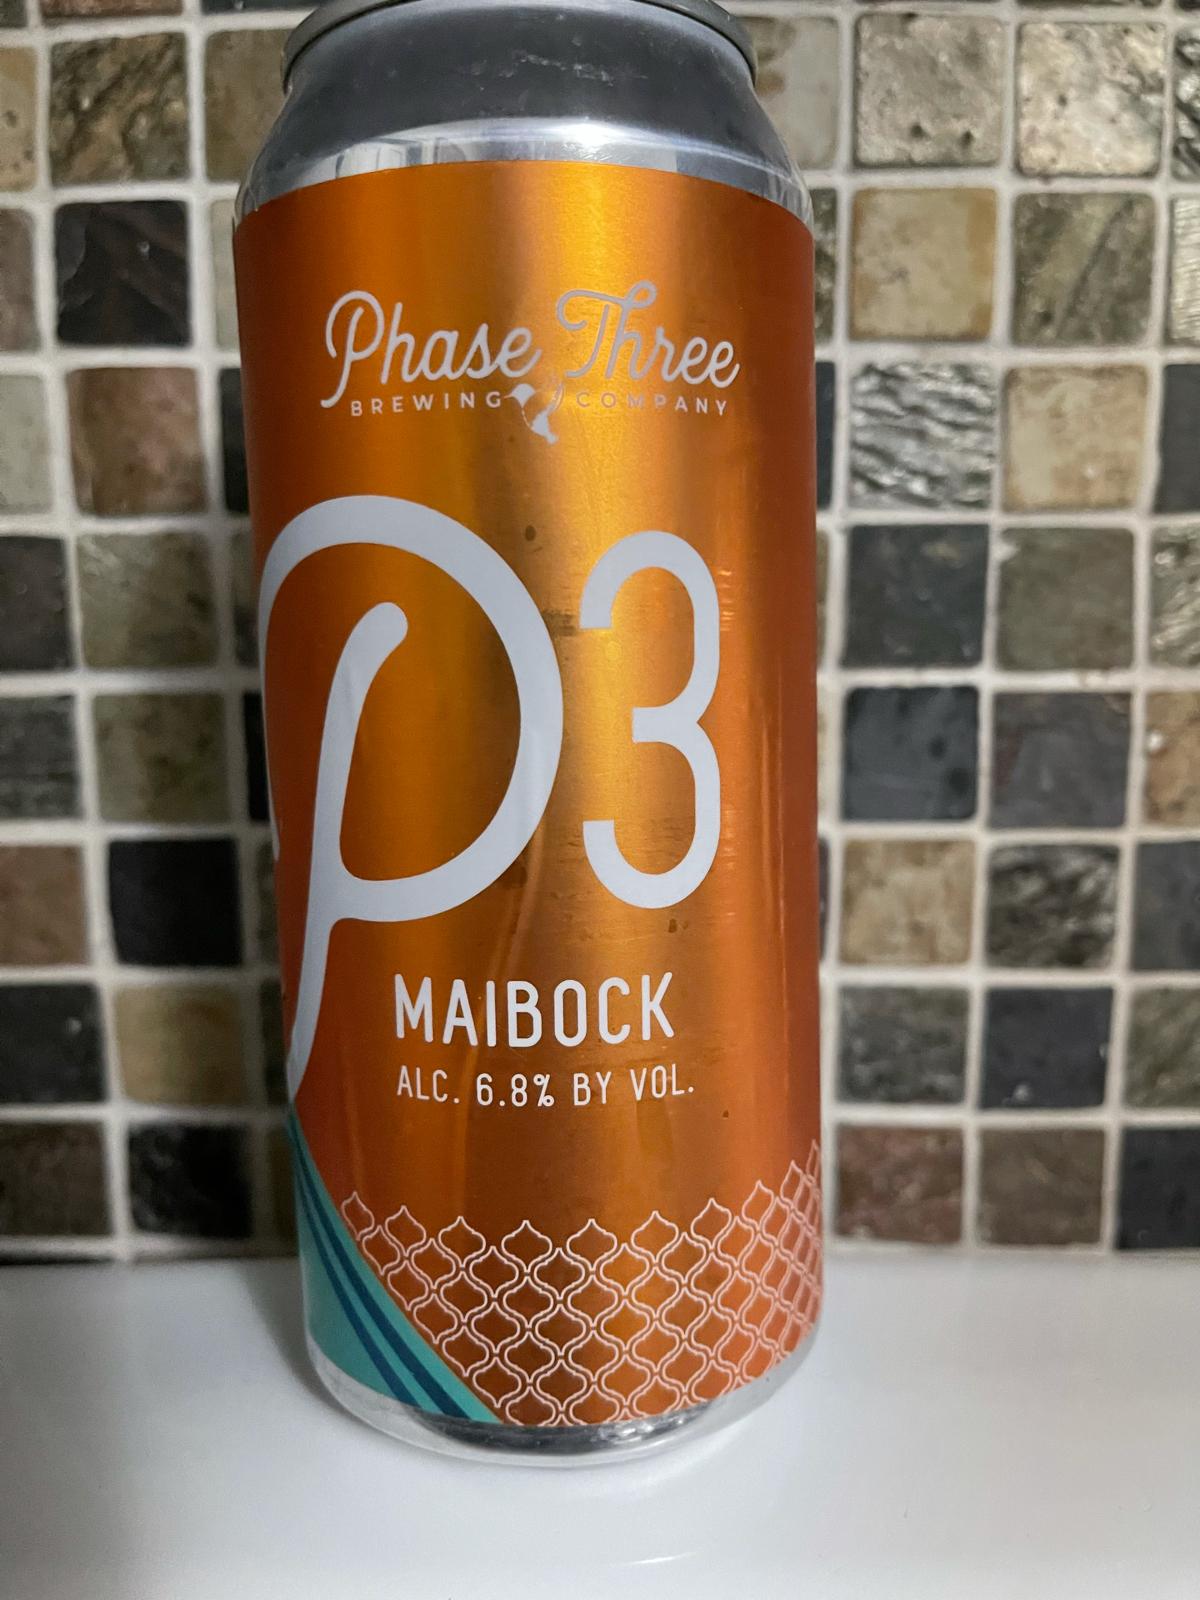 Phase Three
BREWING COMPANY
P3
MAIBOCK
ALC. 6.8% BY VOL.